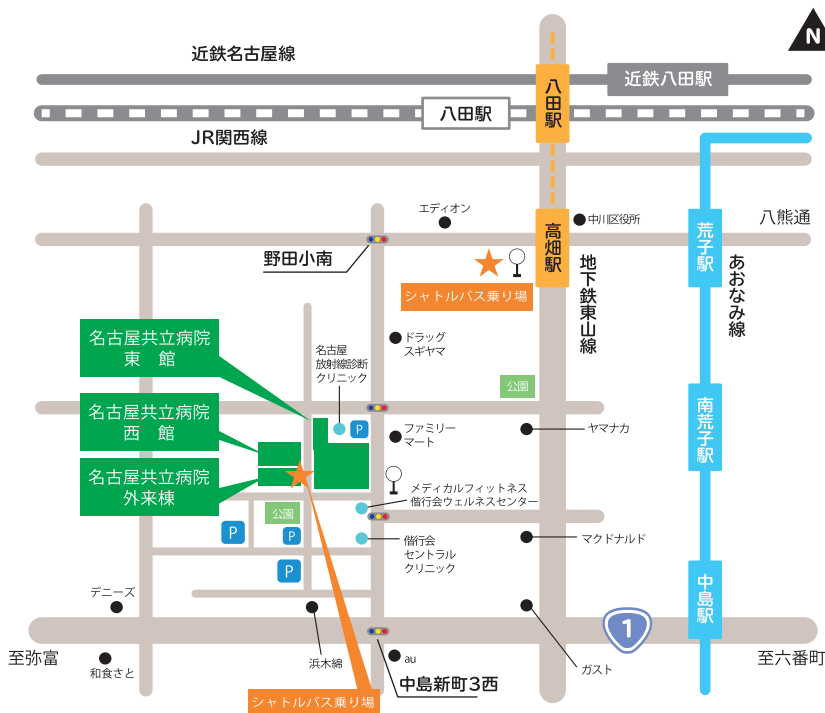 N
近鉄名古屋線
近鉄八田駅
八田駅
八田駅
JR関西線
エディオン
中川区役所
八熊通
高畑駅
荒子駅
野田小南
地下鉄東山線
あおなみ線
シャトルバス乗り場
名古屋共立病院
東 館
ドラッグ
スギヤマ
名古屋
放射線診断
クリニック
公園
名古屋共立病院
西 館
P
ファミリー
マート
ヤマナカ
南荒子駅
名古屋共立病院
外来棟
メディカルフィットネス
偕行会ウェルネスセンター
公園
P
P
偕行会
セントラル
クリニック
マクドナルド
P
中島駅
デニーズ
1
至弥富
和食さと
浜木綿
au
中島新町3西
ガスト
至六番町
シャトルバス乗り場